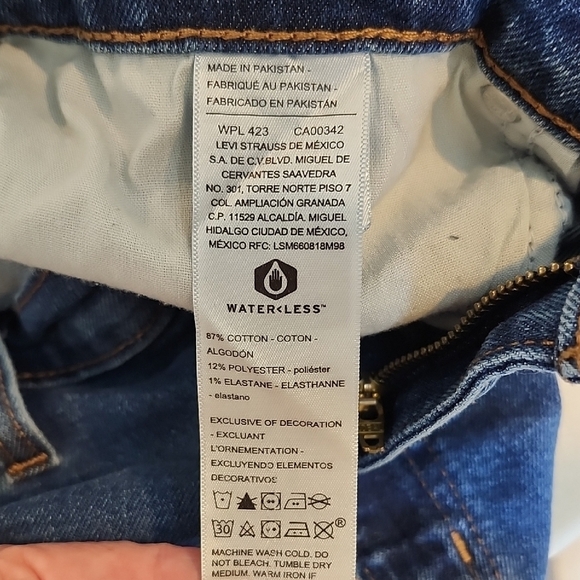 MADE IN PAKISTAN -
FABRIQUÉ AU PAKISTAN -
FABRICADO EN PAKISTÁN
WPL 423 CA00342
LEVI STRAUSS DE MÉXICO
S.A. DE C.V.BLVD. MIGUEL DE
CERVANTES SAAVEDRA
NO. 301, TORRE NORTE PISO 7
COL. AMPLIACIÓN GRANADA
C.P. 11529 ALCALDÍA. MIGUEL
HIDALGO CIUDAD DE MÉXICO,
MÉXICO RFC: LSM660818M98
WATER<LESS™
87% COTTON - COTON -
ALGODÓN
12% POLYESTER - poliéster
1% ELASTANE - ELASTHANNE
- elastano
EXCLUSIVE OF DECORATION
- EXCLUANT
L'ORNEMENTATION -
EXCLUYENDO ELEMENTOS
DECORATIVOS
30 ®
MACHINE WASH COLD. DO
NOT BLEACH. TUMBLE DRY
MEDIUM. WARM IRON IF